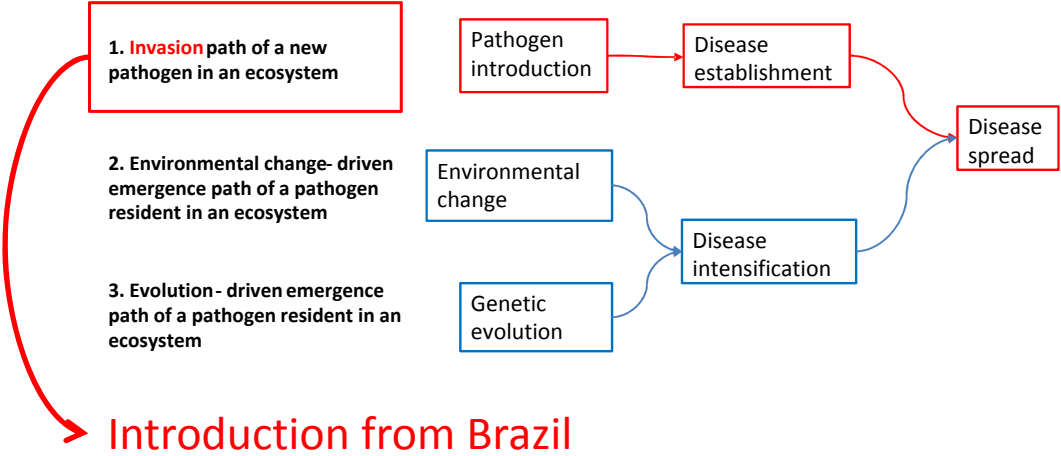 1. Invasion path of a new
pathogen in an ecosystem
Pathogen
introduction
Disease
establishment
Disease
spread
2. Environmental change- driven
emergence path of a pathogen
resident in an ecosystem
Environmental
change
Disease
intensification
3. Evolution - driven emergence
path of a pathogen resident in an
ecosystem
Genetic
evolution
Introduction from Brazil